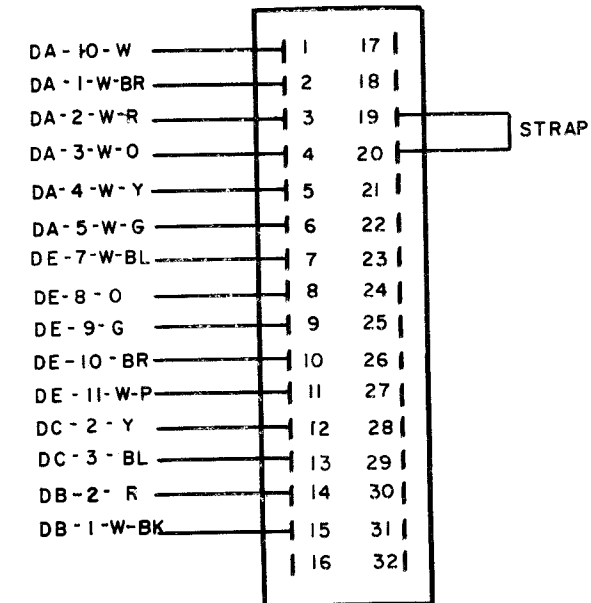 DA-10-W 1 17
DA-1-W-BR 2 18
DA-2-W-R 3 19
STRAP
DA-3-W-O 4 20
DA-4-W-Y 5 21
DA-5-W-G 6 22
DE-7-W-BL 7 23
DE-8-O 8 24
DE-9-G 9 25
DE-10-BR 10 26
DE-11-W-P 11 27
DC-2-Y 12 28
DC-3-BL 13 29
DB-2-R 14 30
DB-1-W-BK 15 31
16 32